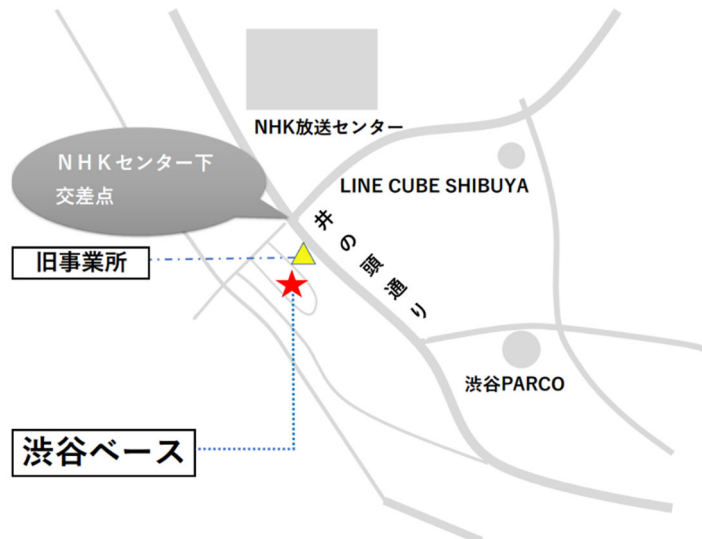 NHK放送センター
ＮＨＫセンター下
交差点
LINE CUBE SHIBUYA
井の頭通り
旧事業所
渋谷PARCO
渋谷ベース